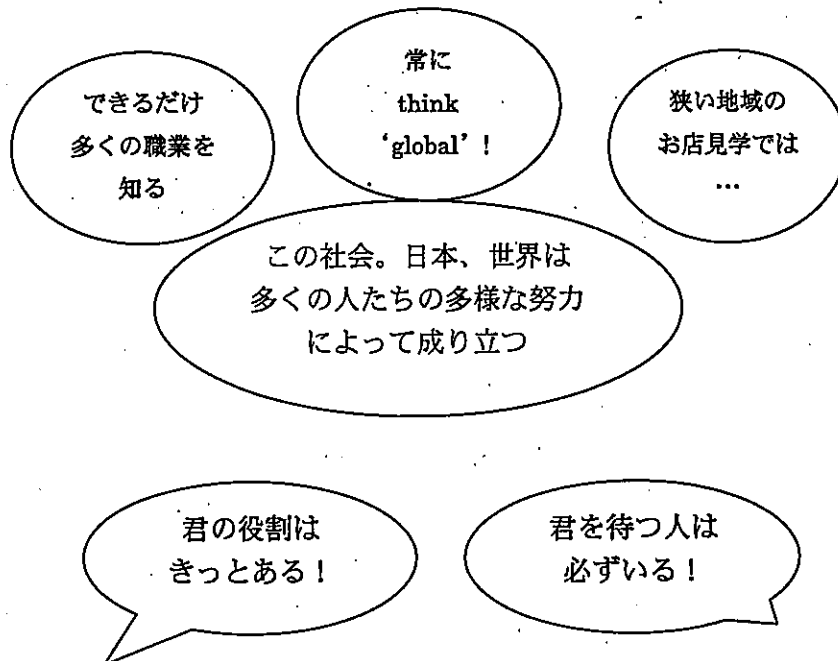 できるだけ
多くの職業を
知る
常に
think
‘global’！
狭い地域の
お店見学では
…
この社会。日本、世界は
多くの人たちの多様な努力
によって成り立つ
君の役割は
きっとある！
君を待つ人は
必ずいる！